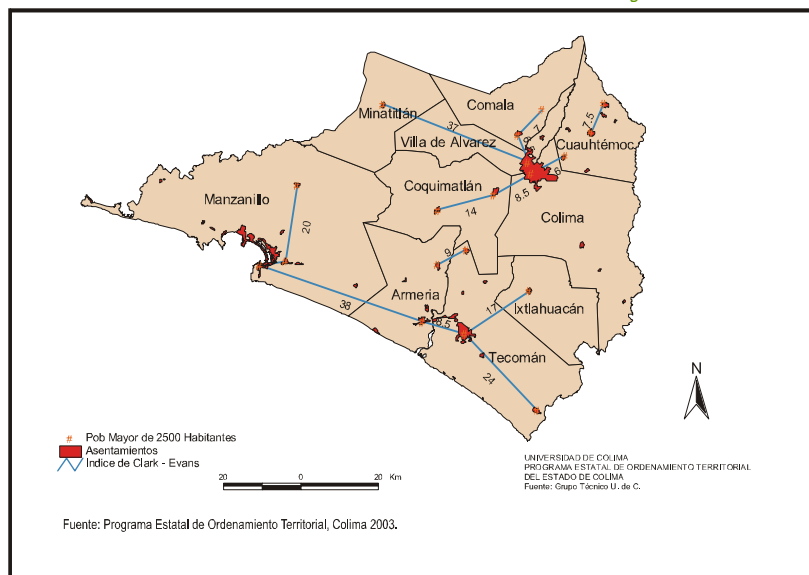 Comala
Minatitlán
37
7
7.5
Villa de Alvarez
Cuauhtémoc
6
Coquimatlán
8.5
Manzanillo
14
Colima
20
9
Armeria
38
17
Ixtlahuacán
8.5
Tecomán
24
N
# Pob Mayor de 2500 Habitantes
Asentamientos
Indice de Clark - Evans
20 0 20 Km
UNIVERSIDAD DE COLIMA
PROGRAMA ESTATAL DE ORDENAMIENTO TERRITORIAL
DEL ESTADO DE COLIMA
Fuente: Grupo Técnico U. de C.
Fuente: Programa Estatal de Ordenamiento Territorial, Colima 2003.